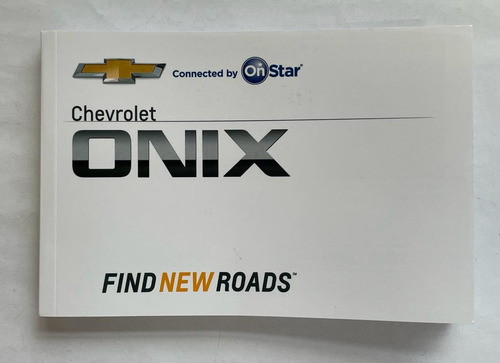 Connected by OnStar®
Chevrolet
ONIX
FIND NEW ROADS™